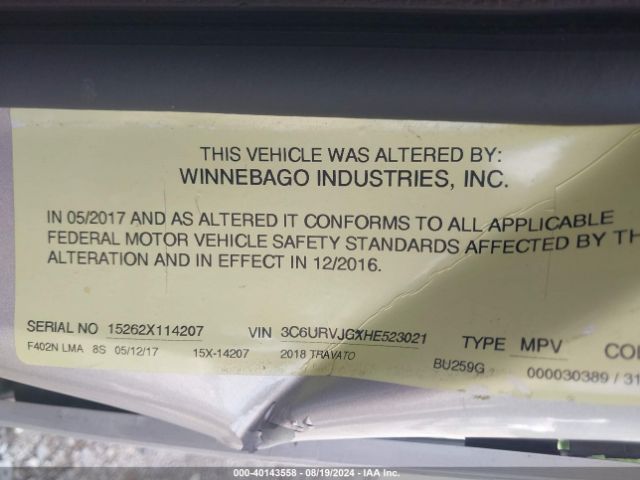 THIS VEHICLE WAS ALTERED BY:
WINNEBAGO INDUSTRIES, INC.
IN 05/2017 AND AS ALTERED IT CONFORMS TO ALL APPLICABLE
FEDERAL MOTOR VEHICLE SAFETY STANDARDS AFFECTED BY TH
ALTERATION AND IN EFFECT IN 12/2016.
SERIAL NO 15262X114207 VIN 3C6URVJGXHE523021 TYPE MPV CO
F402N LMA 8S 05/12/17 15X-14207 2018 TRAVATO BU259G 000030389 / 31
000-40143558 - 08/19/2024 - IAA Inc.